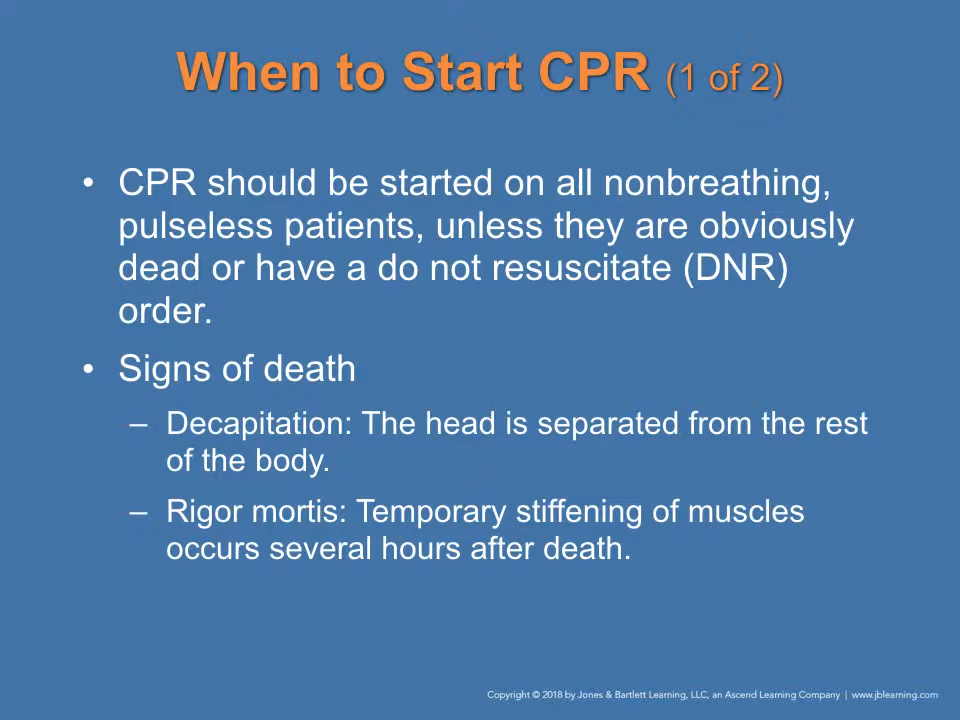 When to Start CPR (1 of 2)
• CPR should be started on all nonbreathing,
pulseless patients, unless they are obviously
dead or have a do not resuscitate (DNR)
order.
• Signs of death
– Decapitation: The head is separated from the rest
of the body.
– Rigor mortis: Temporary stiffening of muscles
occurs several hours after death.
Copyright © 2018 by Jones & Bartlett Learning, LLC, an Ascend Learning Company | www.jblearning.com